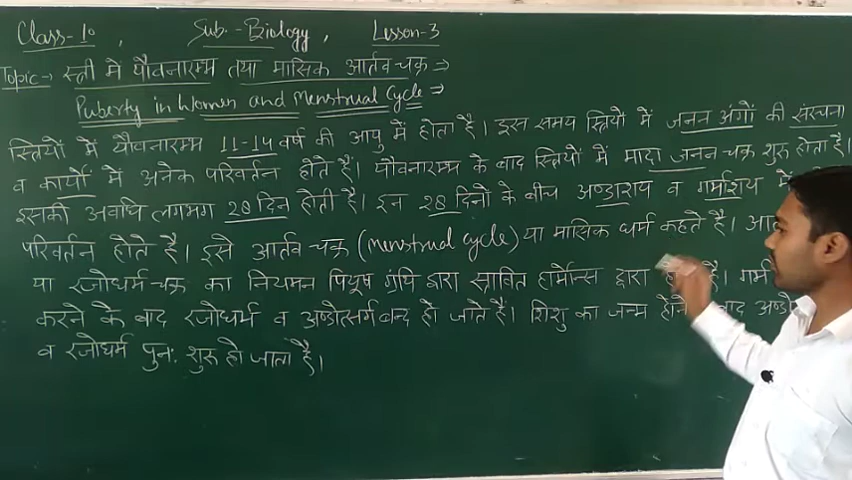 Class-10, Sub.-Biology, Lesson-3
Topic→ स्त्री में यौवनारम्भ तथा मासिक आर्तव चक्र ⇒
Puberty in Women and Menstrual Cycle ⇒
स्त्रियों में यौवनारम्भ 11-14 वर्ष की आयु में होता है। इस समय स्त्रियों में जनन अंगों की संरचना
व कार्यों में अनेक परिवर्तन होते हैं। यौवनारम्भ के बाद स्त्रियों में मादा जनन चक्र शुरू होता है।
इसकी अवधि लगभग 28 दिन होती है। इन 28 दिनों के बीच अण्डाशय व गर्भाशय में
परिवर्तन होते हैं। इसे आर्तव चक्र (menstrual cycle) या मासिक धर्म कहते हैं।
या रजोधर्म चक्र का नियमन पियूष ग्रंथि द्वारा स्रावित हार्मोन्स द्वारा है।
करने के बाद रजोधर्म व अण्डोत्सर्ग बन्द हो जाते हैं। शिशु का जन्म होने बाद
व रजोधर्म पुनः शुरू हो जाता है।